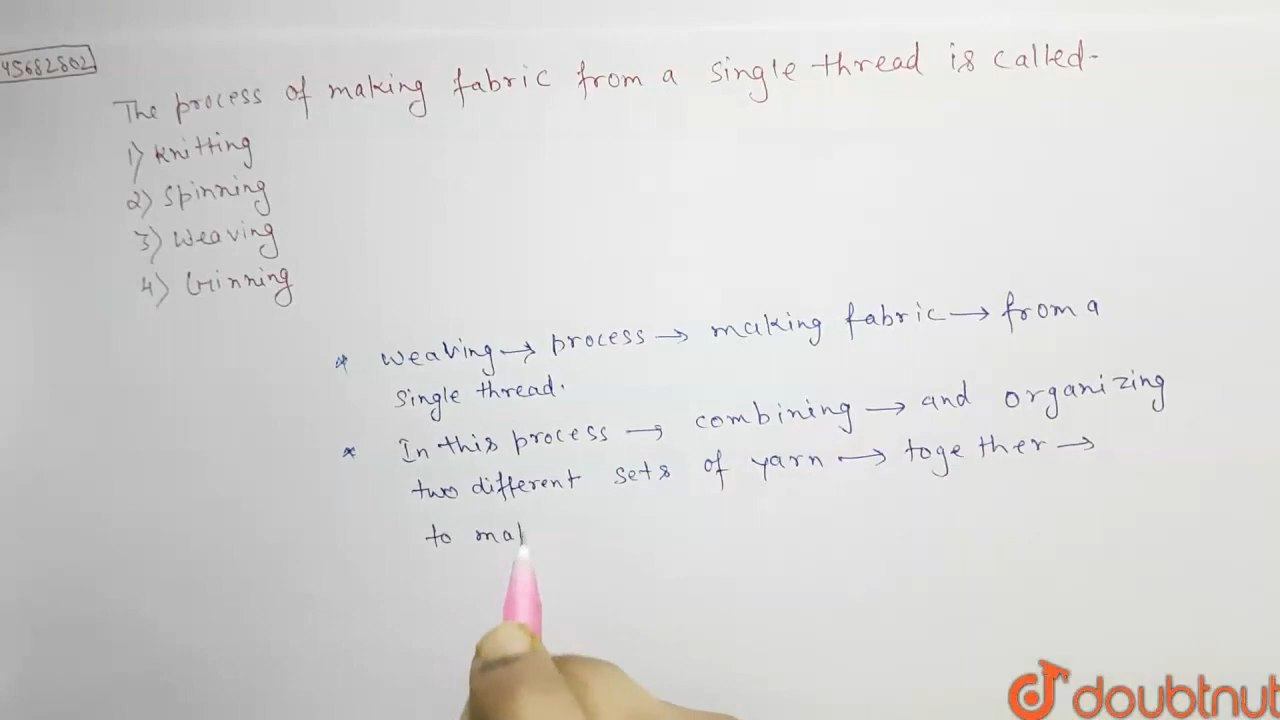 45682802
The process of making fabric from a single thread is called-
1) Knitting
2) Spinning
3) Weaving
4) Ginning
* Weaving → process → making fabric → from a
single thread.
* In this process → combining → and organizing
two different sets of yarn → together →
to mak
doubtnut